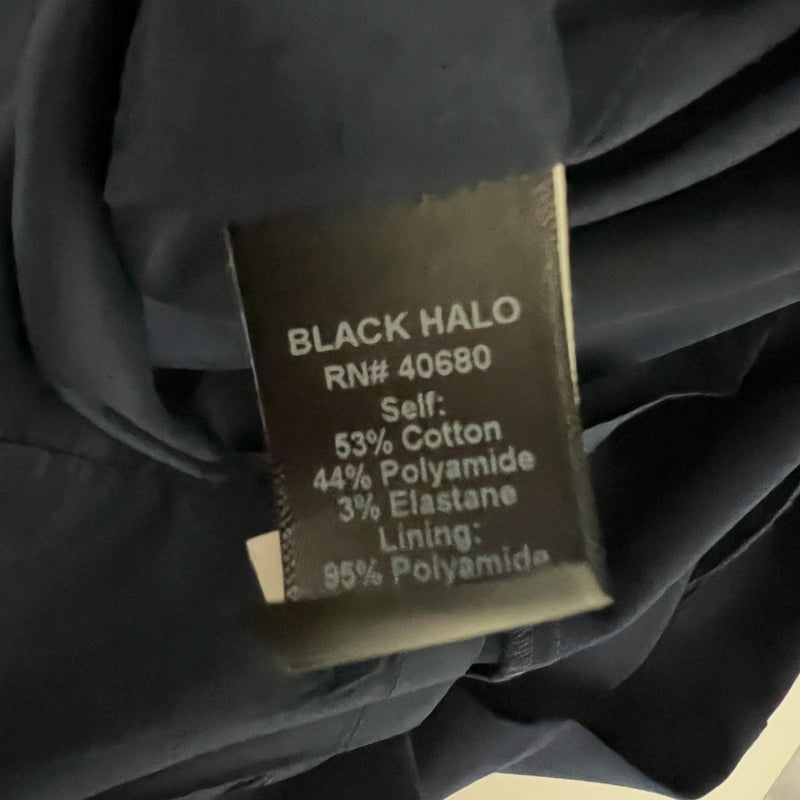 BLACK HALO
RN# 40680
Self:
53% Cotton
44% Polyamide
3% Elastane
Lining:
95% Polyamide